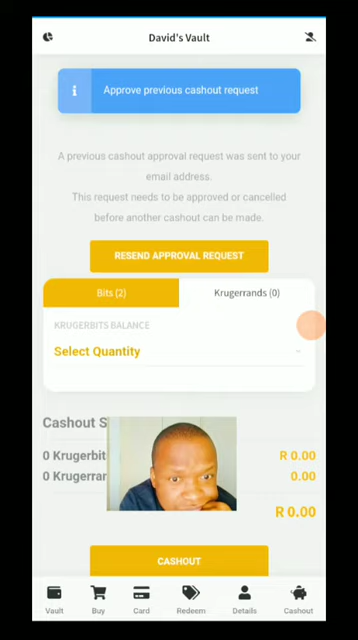 David's Vault
Approve previous cashout request
A previous cashout approval request was sent to your
email address.
This request needs to be approved or cancelled
before another cashout can be made.
RESEND APPROVAL REQUEST
Bits (2)
Krugerrands (0)
KRUGERBITS BALANCE
Select Quantity
Cashout S
0 Krugerbit
R 0.00
0 Krugerrar
0.00
R 0.00
CASHOUT
Vault
Buy
Card
Redeem
Details
Cashout